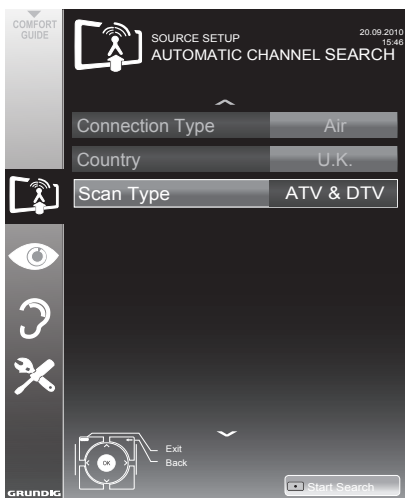 COMFORT
GUIDE
SOURCE SETUP
20.09.2010
15:46
AUTOMATIC CHANNEL SEARCH
Connection Type Air
Country U.K.
Scan Type ATV & DTV
Exit
OK
Back
Start Search
GRUNDIG